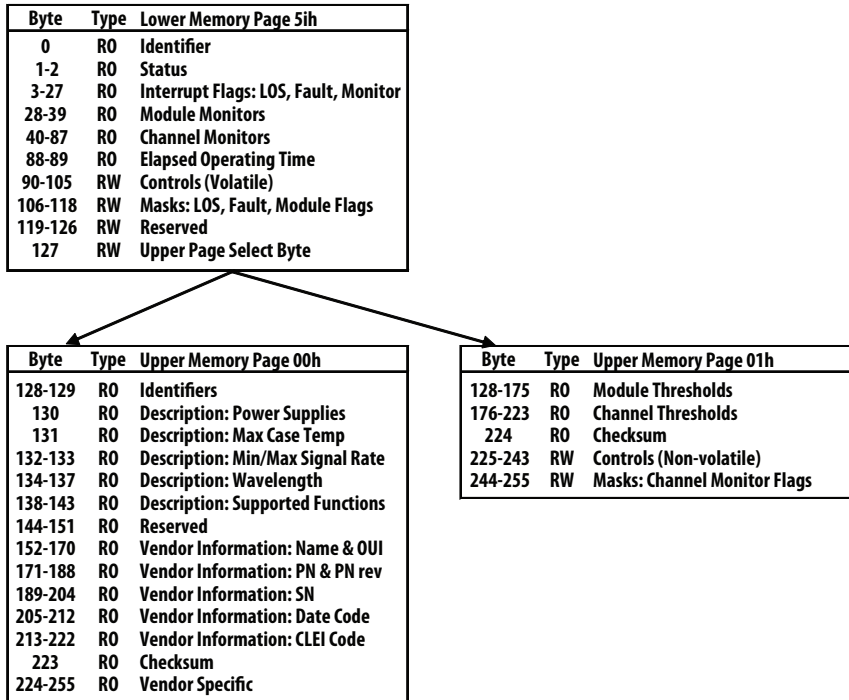 Byte Type Lower Memory Page 5ih
0 RO Identifier
1-2 RO Status
3-27 RO Interrupt Flags: LOS, Fault, Monitor
28-39 RO Module Monitors
40-87 RO Channel Monitors
88-89 RO Elapsed Operating Time
90-105 RW Controls (Volatile)
106-118 RW Masks: LOS, Fault, Module Flags
119-126 RW Reserved
127 RW Upper Page Select Byte
Byte Type Upper Memory Page 00h
128-129 RO Identifiers
130 RO Description: Power Supplies
131 RO Description: Max Case Temp
132-133 RO Description: Min/Max Signal Rate
134-137 RO Description: Wavelength
138-143 RO Description: Supported Functions
144-151 RO Reserved
152-170 RO Vendor Information: Name & OUI
171-188 RO Vendor Information: PN & PN rev
189-204 RO Vendor Information: SN
205-212 RO Vendor Information: Date Code
213-222 RO Vendor Information: CLEI Code
223 RO Checksum
224-255 RO Vendor Specific
Byte Type Upper Memory Page 01h
128-175 RO Module Thresholds
176-223 RO Channel Thresholds
224 RO Checksum
225-243 RW Controls (Non-volatile)
244-255 RW Masks: Channel Monitor Flags